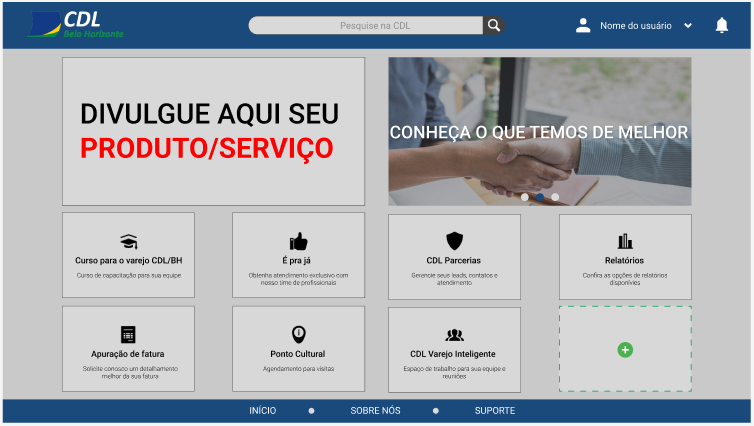 CDL
Belo Horizonte
Pesquise na CDL
Nome do usuário
DIVULGUE AQUI SEU
PRODUTO/SERVIÇO
CONHEÇA O QUE TEMOS DE MELHOR
Curso para o varejo CDL/BH
Curso de capacitação para sua equipe
É pra já
Obtenha atendimento exclusivo com
nosso time de profissionais
CDL Parcerias
Gerencie seus leads, contatos e
atendimento
Relatórios
Confira as opções de relatórios
disponívies
Apuração de fatura
Solicite conosco um detalhamento
melhor da sua fatura
Ponto Cultural
Agendamento para visitas
CDL Varejo Inteligente
Espaço de trabalho para sua equipe e
reuniões
INÍCIO
SOBRE NÓS
SUPORTE